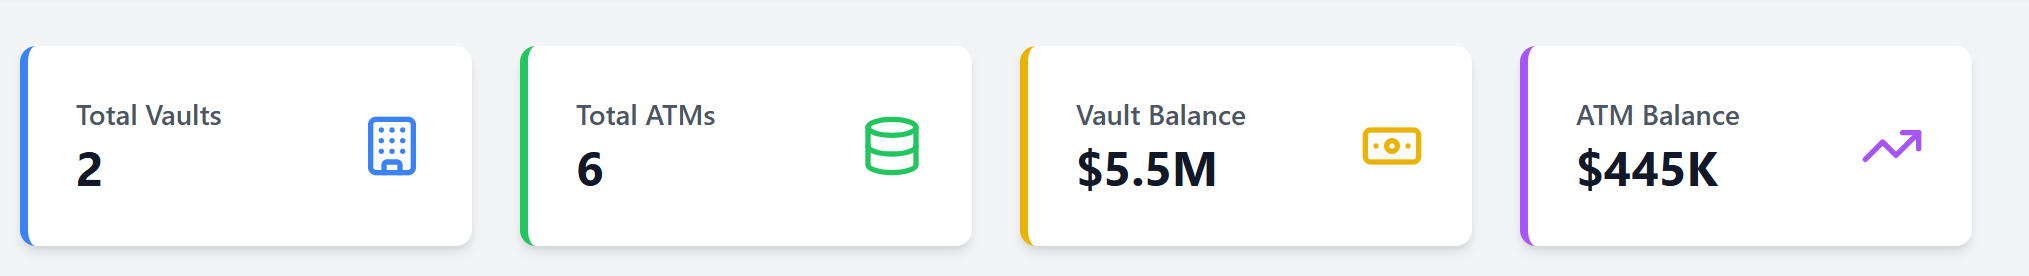 Total Vaults
2
Total ATMs
6
Vault Balance
$5.5M
ATM Balance
$445K